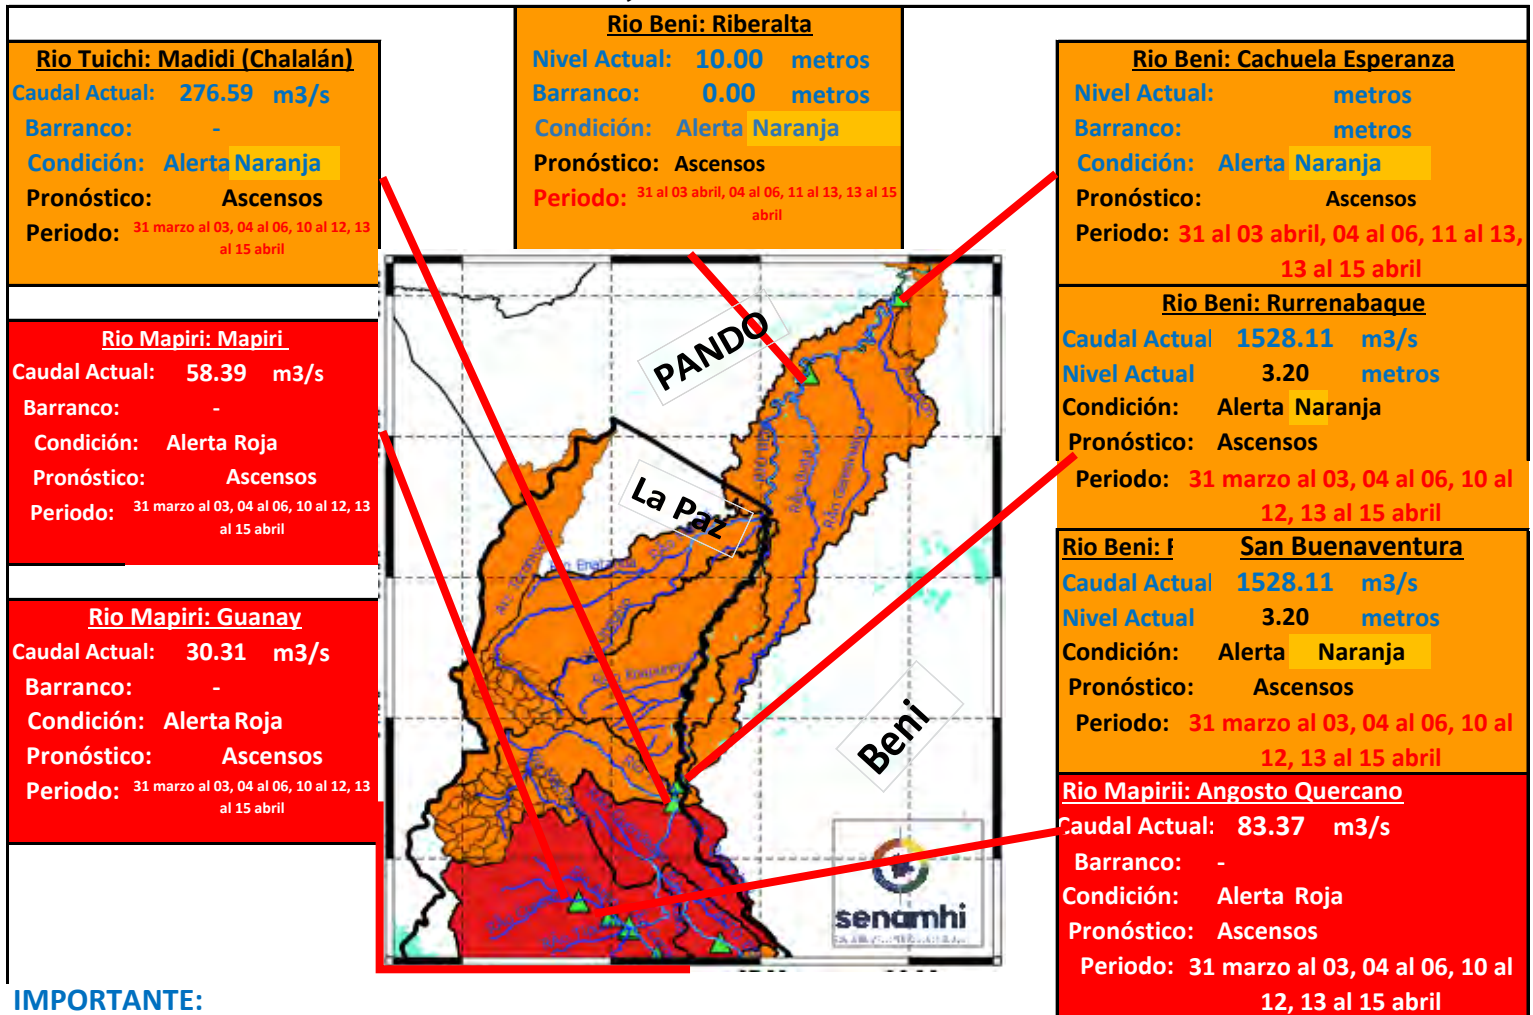 Rio Tuichi: Madidi (Chalalán)
Caudal Actual: 276.59 m3/s
Barranco: -
Condición: Alerta Naranja
Pronóstico: Ascensos
Periodo: 31 marzo al 03, 04 al 06, 10 al 12, 13
al 15 abril
Rio Mapiri: Mapiri
Caudal Actual: 58.39 m3/s
Barranco: -
Condición: Alerta Roja
Pronóstico: Ascensos
Periodo: 31 marzo al 03, 04 al 06, 10 al 12, 13
al 15 abril
Rio Mapiri: Guanay
Caudal Actual: 30.31 m3/s
Barranco: -
Condición: Alerta Roja
Pronóstico: Ascensos
Periodo: 31 marzo al 03, 04 al 06, 10 al 12, 13
al 15 abril
Rio Beni: Riberalta
Nivel Actual: 10.00 metros
Barranco: 0.00 metros
Condición: Alerta Naranja
Pronóstico: Ascensos
Periodo: 31 al 03 abril, 04 al 06, 11 al 13, 13 al 15
abril
PANDO
La Paz
Beni
senamhi
Rio Beni: Cachuela Esperanza
Nivel Actual: metros
Barranco: metros
Condición: Alerta Naranja
Pronóstico: Ascensos
Periodo: 31 al 03 abril, 04 al 06, 11 al 13,
13 al 15 abril
Rio Beni: Rurrenabaque
Caudal Actual 1528.11 m3/s
Nivel Actual 3.20 metros
Condición: Alerta Naranja
Pronóstico: Ascensos
Periodo: 31 marzo al 03, 04 al 06, 10 al
12, 13 al 15 abril
Rio Beni: San Buenaventura
Caudal Actual 1528.11 m3/s
Nivel Actual 3.20 metros
Condición: Alerta Naranja
Pronóstico: Ascensos
Periodo: 31 marzo al 03, 04 al 06, 10 al
12, 13 al 15 abril
Rio Mapirii: Angosto Quercano
Caudal Actual: 83.37 m3/s
Barranco: -
Condición: Alerta Roja
Pronóstico: Ascensos
Periodo: 31 marzo al 03, 04 al 06, 10 al
12, 13 al 15 abril
IMPORTANTE: